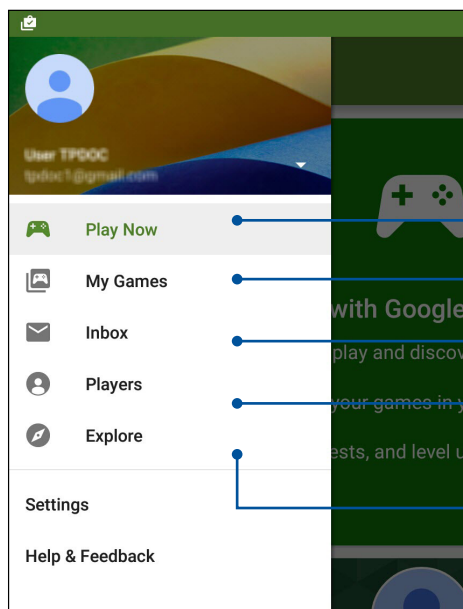 User TPDOC
tpdoc1@gmail.com
Play Now
My Games
Inbox
Players
Explore
Settings
Help & Feedback
with Google
play and discov
your games in y
ests, and level u